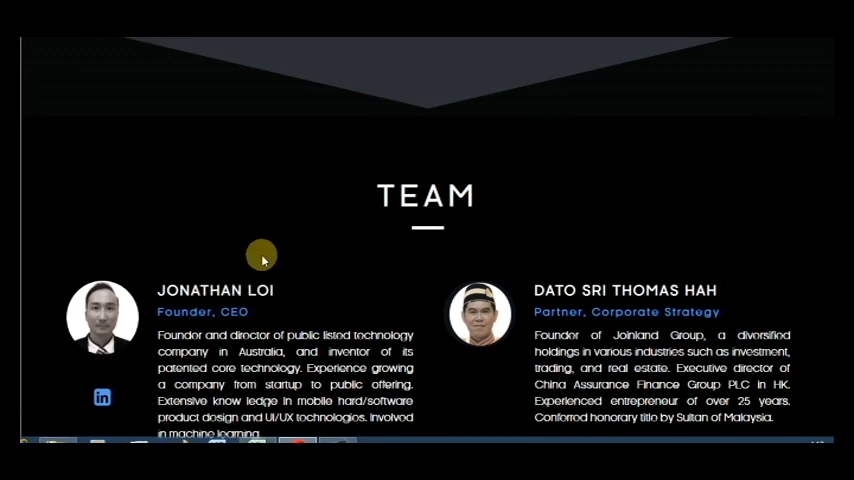 TEAM
JONATHAN LOI
Founder, CEO
Founder and director of public listed technology
company in Australia, and inventor of its
patented core technology. Experience growing
a company from startup to public offering.
Extensive know ledge in mobile hard/software
product design and UI/UX technologies. Involved
in machine learning
in
DATO SRI THOMAS HAH
Partner, Corporate Strategy
Founder of Joinland Group, a diversified
holdings in various industries such as investment,
trading, and real estate. Executive director of
China Assurance Finance Group PLC in HK.
Experienced entrepreneur of over 25 years.
Conferred honorary title by Sultan of Malaysia.